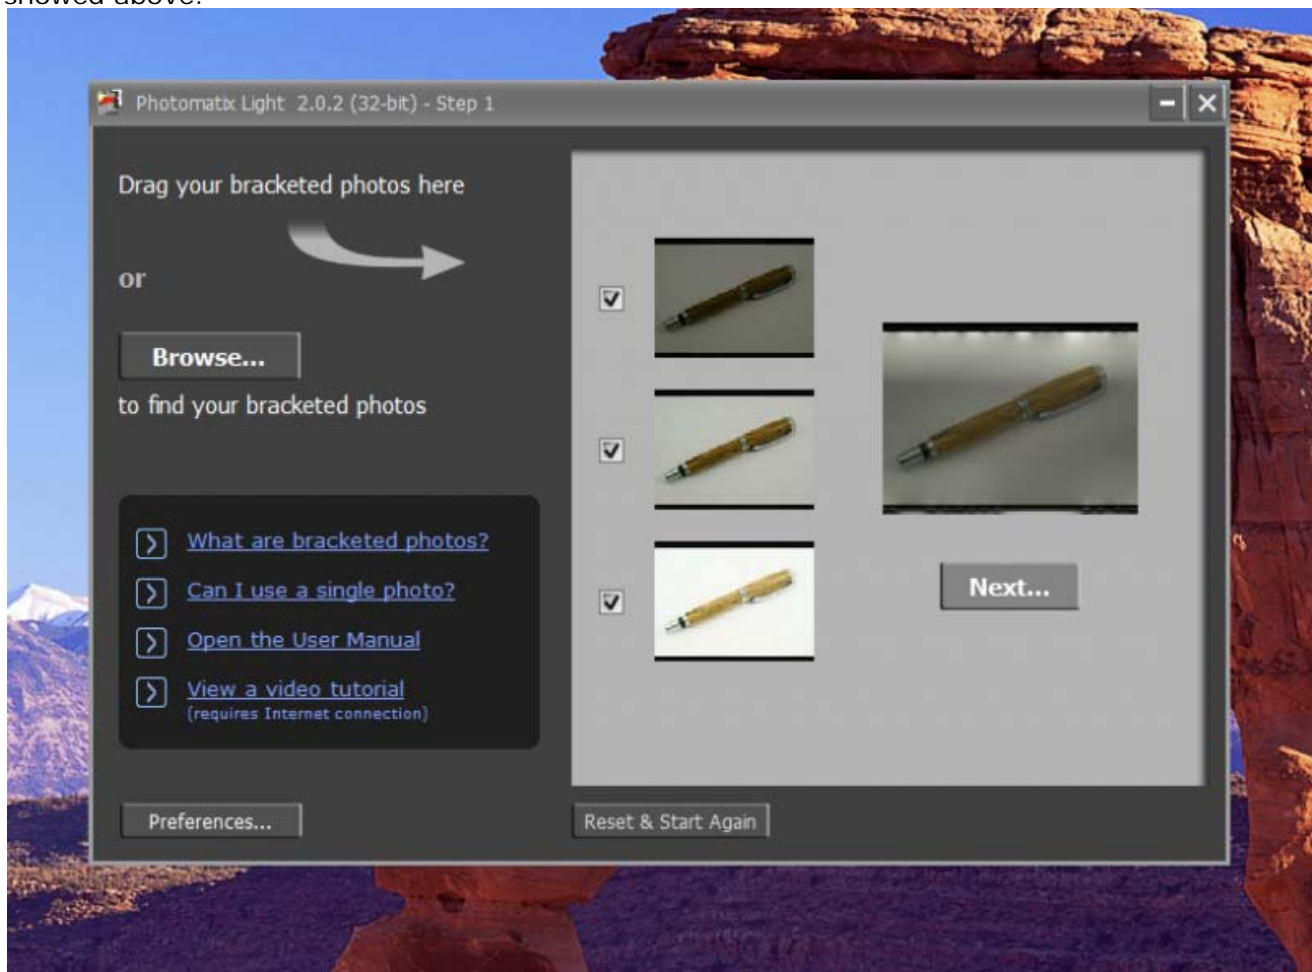 showed above.
Photomatix Light 2.0.2 (32-bit) - Step 1
Drag your bracketed photos here
or
Browse...
to find your bracketed photos
What are bracketed photos?
Can I use a single photo?
Open the User Manual
View a video tutorial
(requires Internet connection)
Next...
Preferences...
Reset & Start Again